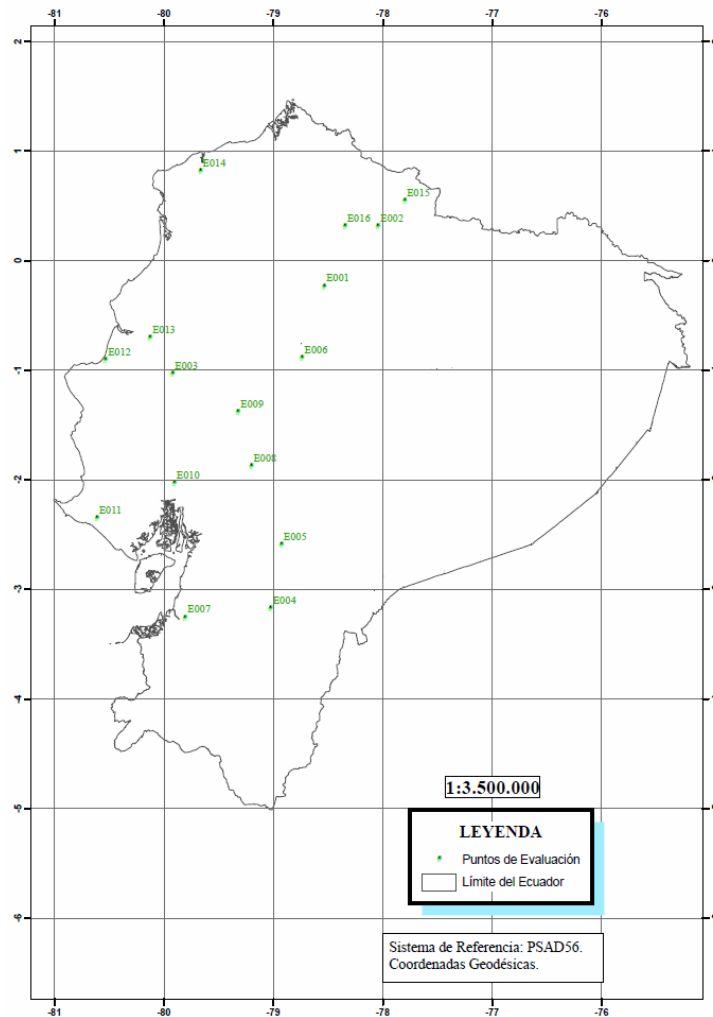 -81 -80 -79 -78 -77 -76
2
1
E014
E015
E016 E002
0
E001
E013
E012
E006
E003
-1
E009
E008
-2
E010
E011
E005
-3
E004
E007
-4
1:3.500.000
-5
LEYENDA
Puntos de Evaluación
Límite del Ecuador
-6
Sistema de Referencia: PSAD56.
Coordenadas Geodésicas.
-81 -80 -79 -78 -77 -76